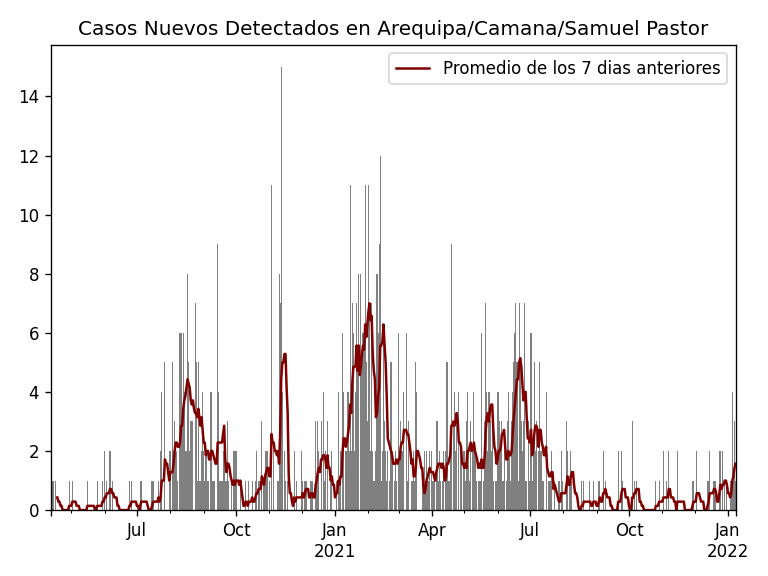 Casos Nuevos Detectados en Arequipa/Camana/Samuel Pastor
Promedio de los 7 dias anteriores
14
12
10
8
6
4
2
0
Jul
Oct
Jan
2021
Apr
Jul
Oct
Jan
2022